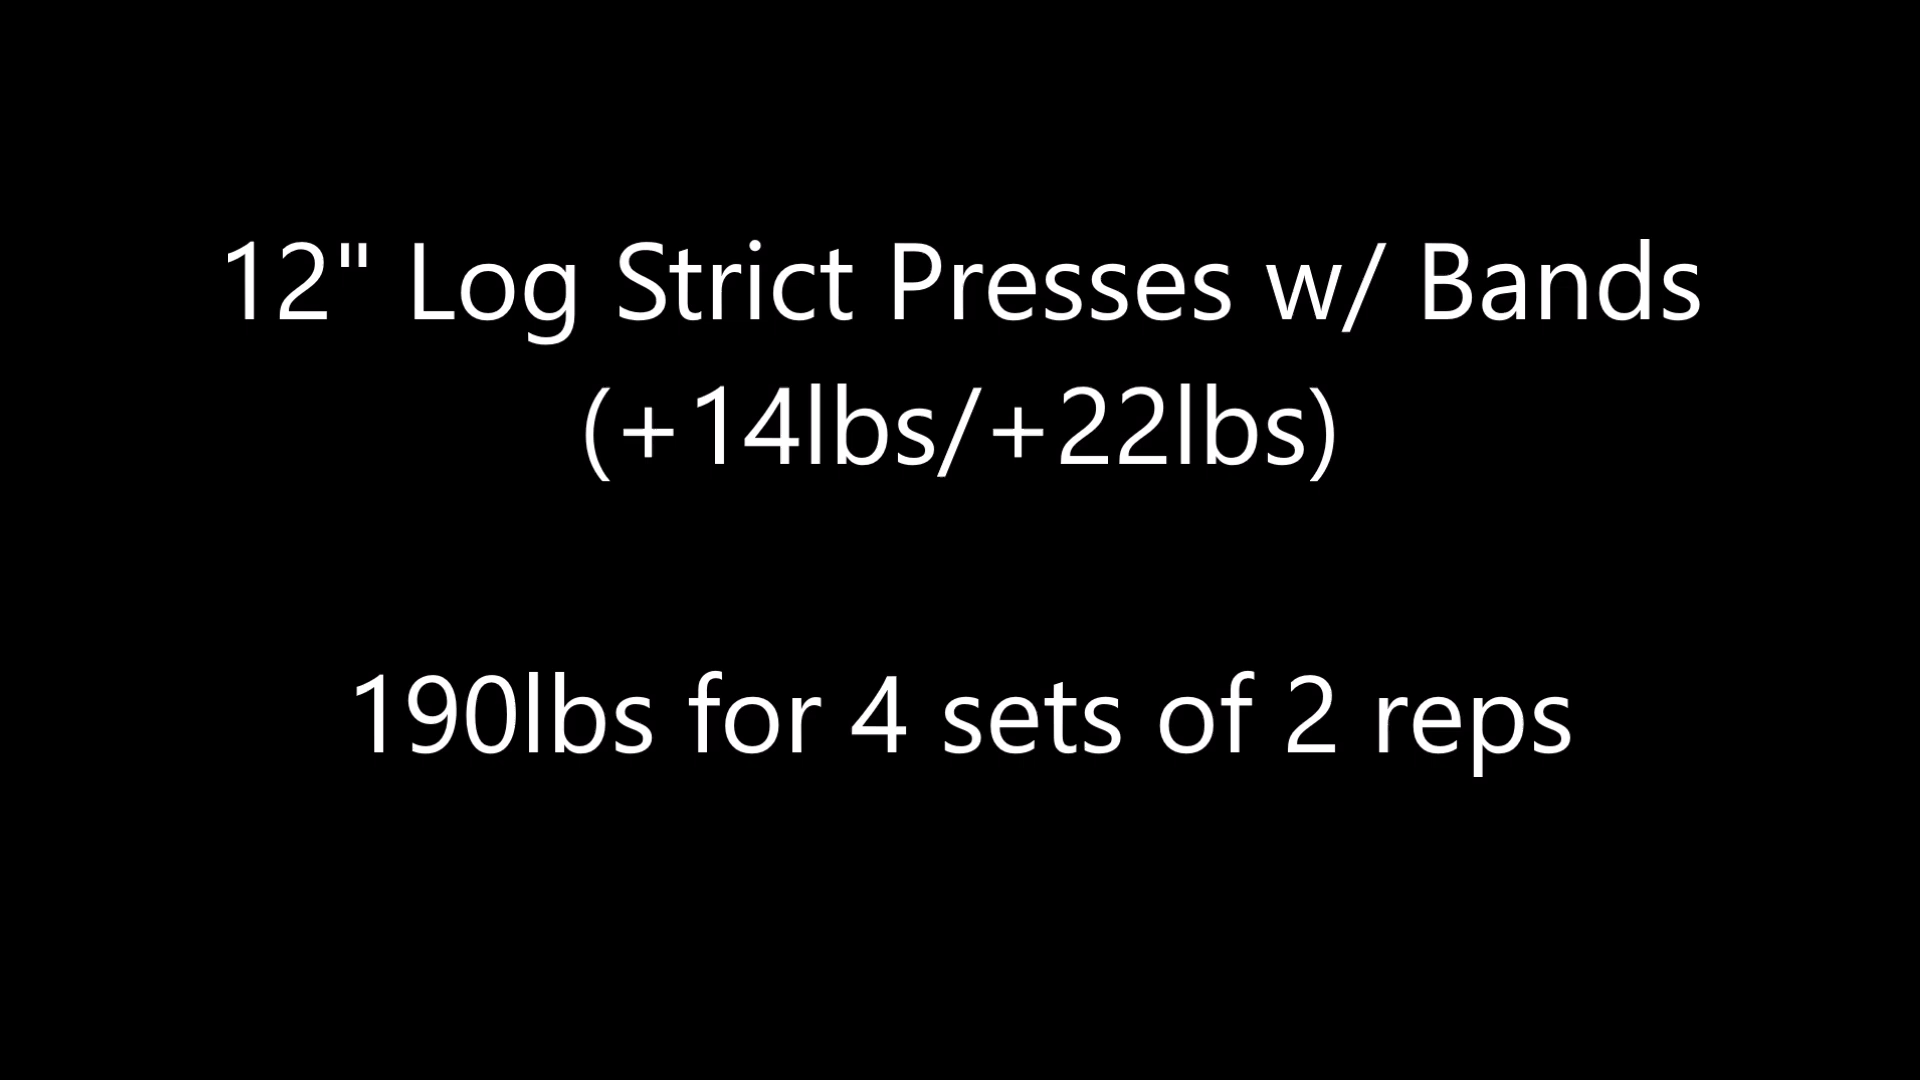 12" Log Strict Presses w/ Bands
(+14lbs/+22lbs)
190lbs for 4 sets of 2 reps